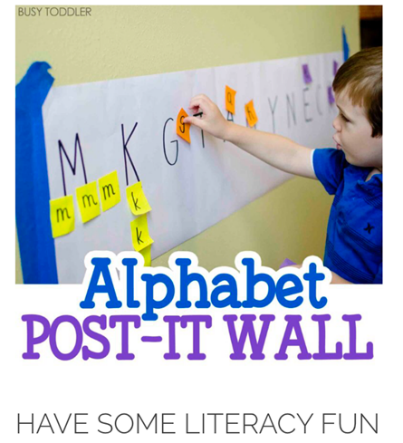 BUSY TODDLER
M K G T A Y N E C
m m m k
k
Alphabet
POST-IT WALL
HAVE SOME LITERACY FUN